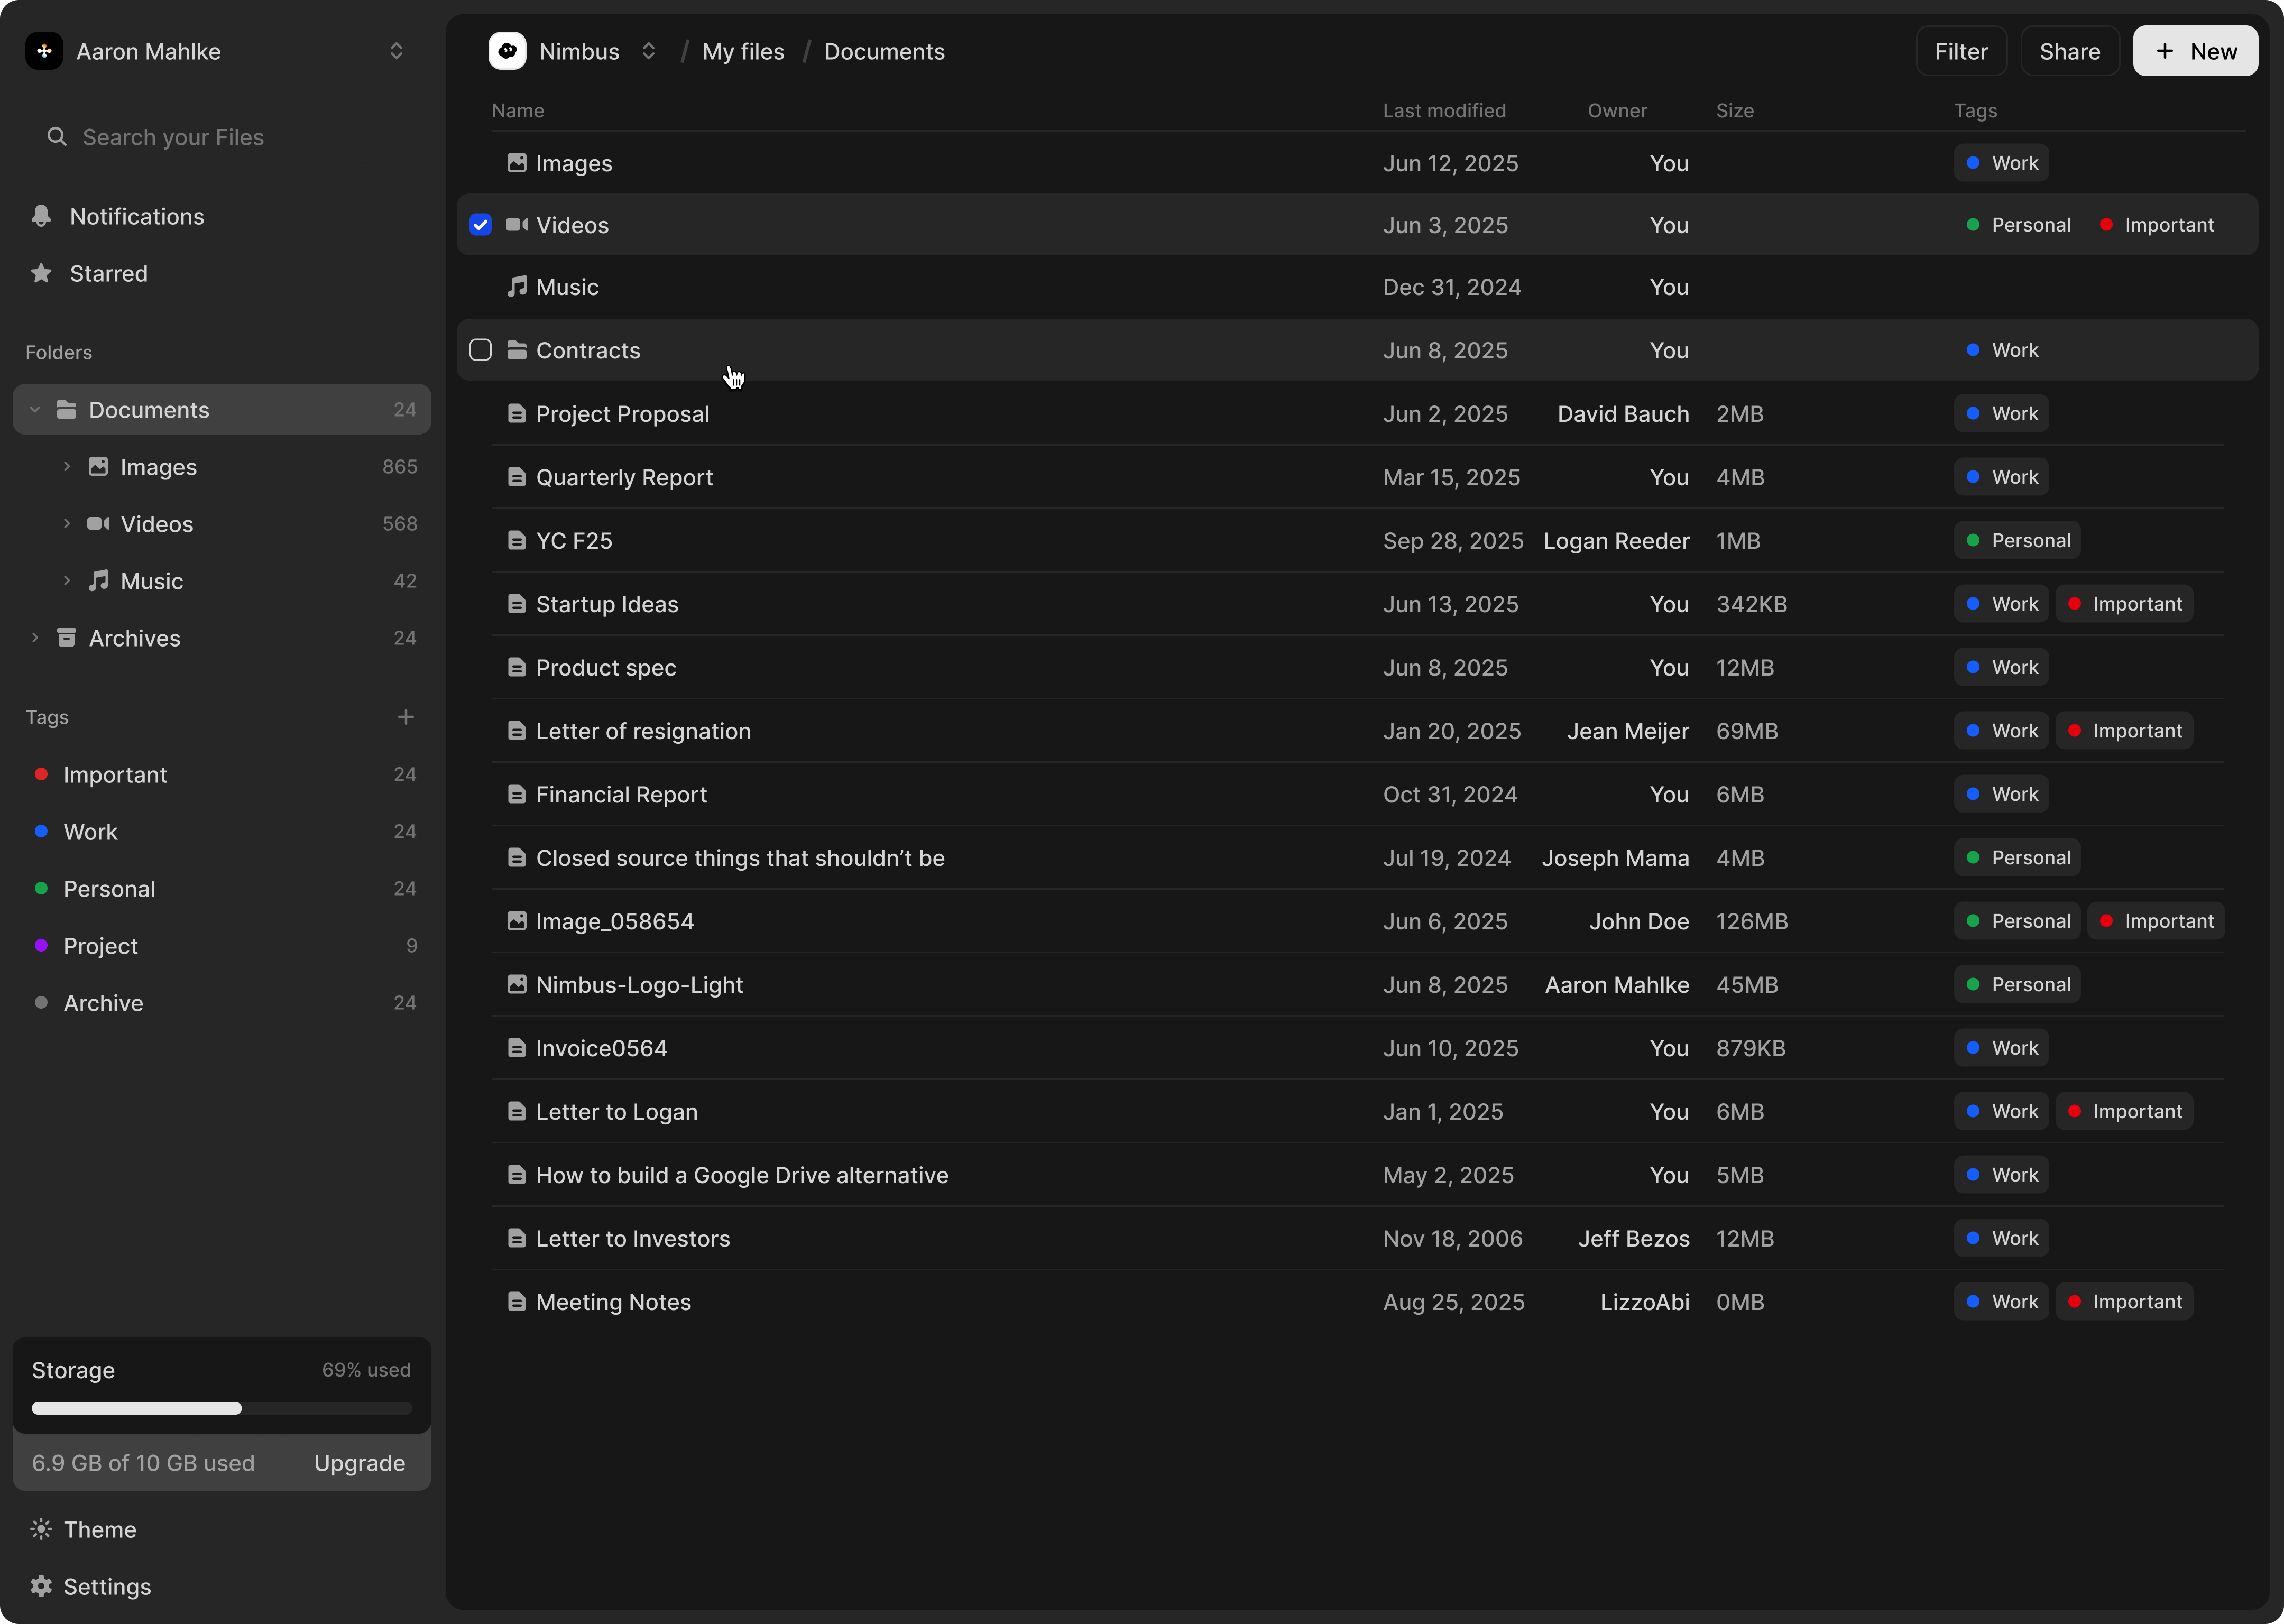 Aaron Mahlke
Search your Files
Notifications
Starred
Folders
Documents 24
Images 865
Videos 568
Music 42
Archives 24
Tags
Important 24
Work 24
Personal 24
Project 9
Archive 24
Storage 69% used
6.9 GB of 10 GB used Upgrade
Theme
Settings
Nimbus / My files / Documents
Filter Share + New
Name Last modified Owner Size Tags
Images Jun 12, 2025 You Work
Videos Jun 3, 2025 You Personal Important
Music Dec 31, 2024 You
Contracts Jun 8, 2025 You Work
Project Proposal Jun 2, 2025 David Bauch 2MB Work
Quarterly Report Mar 15, 2025 You 4MB Work
YC F25 Sep 28, 2025 Logan Reeder 1MB Personal
Startup Ideas Jun 13, 2025 You 342KB Work Important
Product spec Jun 8, 2025 You 12MB Work
Letter of resignation Jan 20, 2025 Jean Meijer 69MB Work Important
Financial Report Oct 31, 2024 You 6MB Work
Closed source things that shouldn’t be Jul 19, 2024 Joseph Mama 4MB Personal
Image_058654 Jun 6, 2025 John Doe 126MB Personal Important
Nimbus-Logo-Light Jun 8, 2025 Aaron Mahlke 45MB Personal
Invoice0564 Jun 10, 2025 You 879KB Work
Letter to Logan Jan 1, 2025 You 6MB Work Important
How to build a Google Drive alternative May 2, 2025 You 5MB Work
Letter to Investors Nov 18, 2006 Jeff Bezos 12MB Work
Meeting Notes Aug 25, 2025 LizzoAbi 0MB Work Important